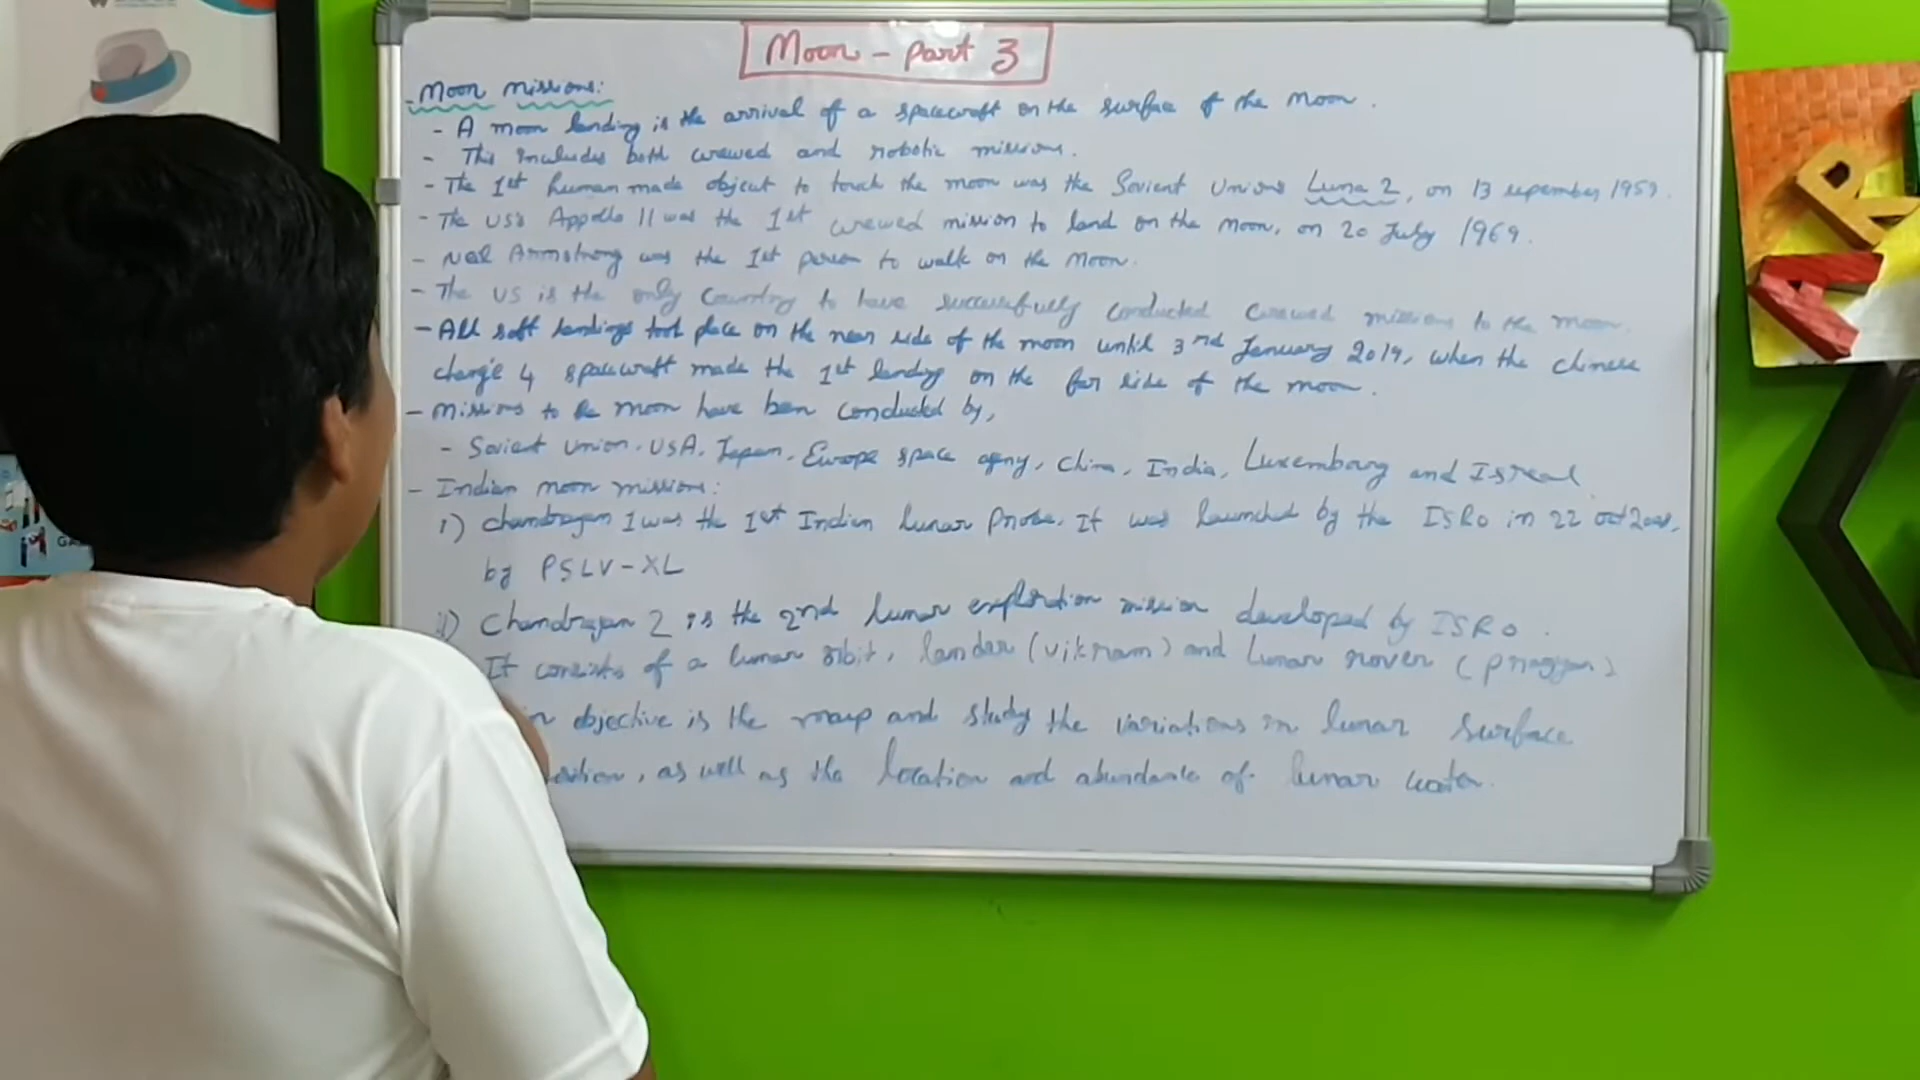 Moon - Part 3
- Moon Missions:
- A moon landing is the arrival of a spacecraft on the surface of the Moon.
- This includes both crewed and robotic missions.
- The 1st human made object to touch the moon was the Sovient Unions Luna 2, on 13 september 1959.
- The US's Appollo 11 was the 1st crewed mission to land on the Moon, on 20 July 1969.
- Neil Armstrong was the 1st person to walk on the Moon.
- The US is the only Country to have successfully conducted crewed missions to the moon.
- All soft landings took place on the near side of the moon until 3rd January 2019, when the chinese
chang'e 4 spacecraft made the 1st landing on the far side of the moon.
- Missions to the moon have been conducted by,
- Sovient Union, USA, Japan, Europe space ageny, China, India, Luxembourg and Isreal
- Indian moon missions:
i) Chandrayan 1 was the 1st Indian lunar Probe. It was launched by the ISRO in 22 oct 2008,
by PSLV-XL
ii) Chandrayan 2 is the 2nd lunar exploration mission developed by ISRO.
It consists of a lunar orbit, lander (vikram) and lunar rover (pragyan)
objective is the map and study the variations in lunar surface
as well as the location and abundance of lunar water.